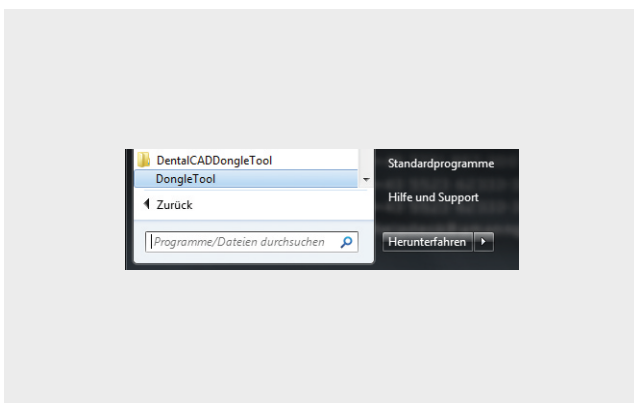 DentalCADDongleTool
DongleTool
Zurück
Programme/Dateien durchsuchen
Standardprogramme
Hilfe und Support
Herunterfahren